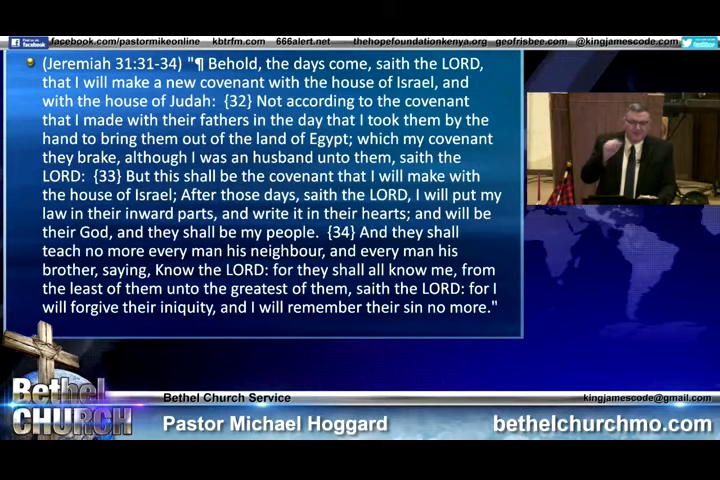 Find us on facebook facebook.com/pastormikeonline kbtrfm.com 666alert.net thehopefoundationkenya.org geofrisbee.com @kingjamescode twitter
(Jeremiah 31:31-34) "¶ Behold, the days come, saith the LORD,
that I will make a new covenant with the house of Israel, and
with the house of Judah: {32} Not according to the covenant
that I made with their fathers in the day that I took them by the
hand to bring them out of the land of Egypt; which my covenant
they brake, although I was an husband unto them, saith the
LORD: {33} But this shall be the covenant that I will make with
the house of Israel; After those days, saith the LORD, I will put my
law in their inward parts, and write it in their hearts; and will be
their God, and they shall be my people. {34} And they shall
teach no more every man his neighbour, and every man his
brother, saying, Know the LORD: for they shall all know me, from
the least of them unto the greatest of them, saith the LORD: for I
will forgive their iniquity, and I will remember their sin no more."
Bethel
CHURCH
Bethel Church Service kingjamescode@gmail.com
Pastor Michael Hoggard bethelchurchmo.com